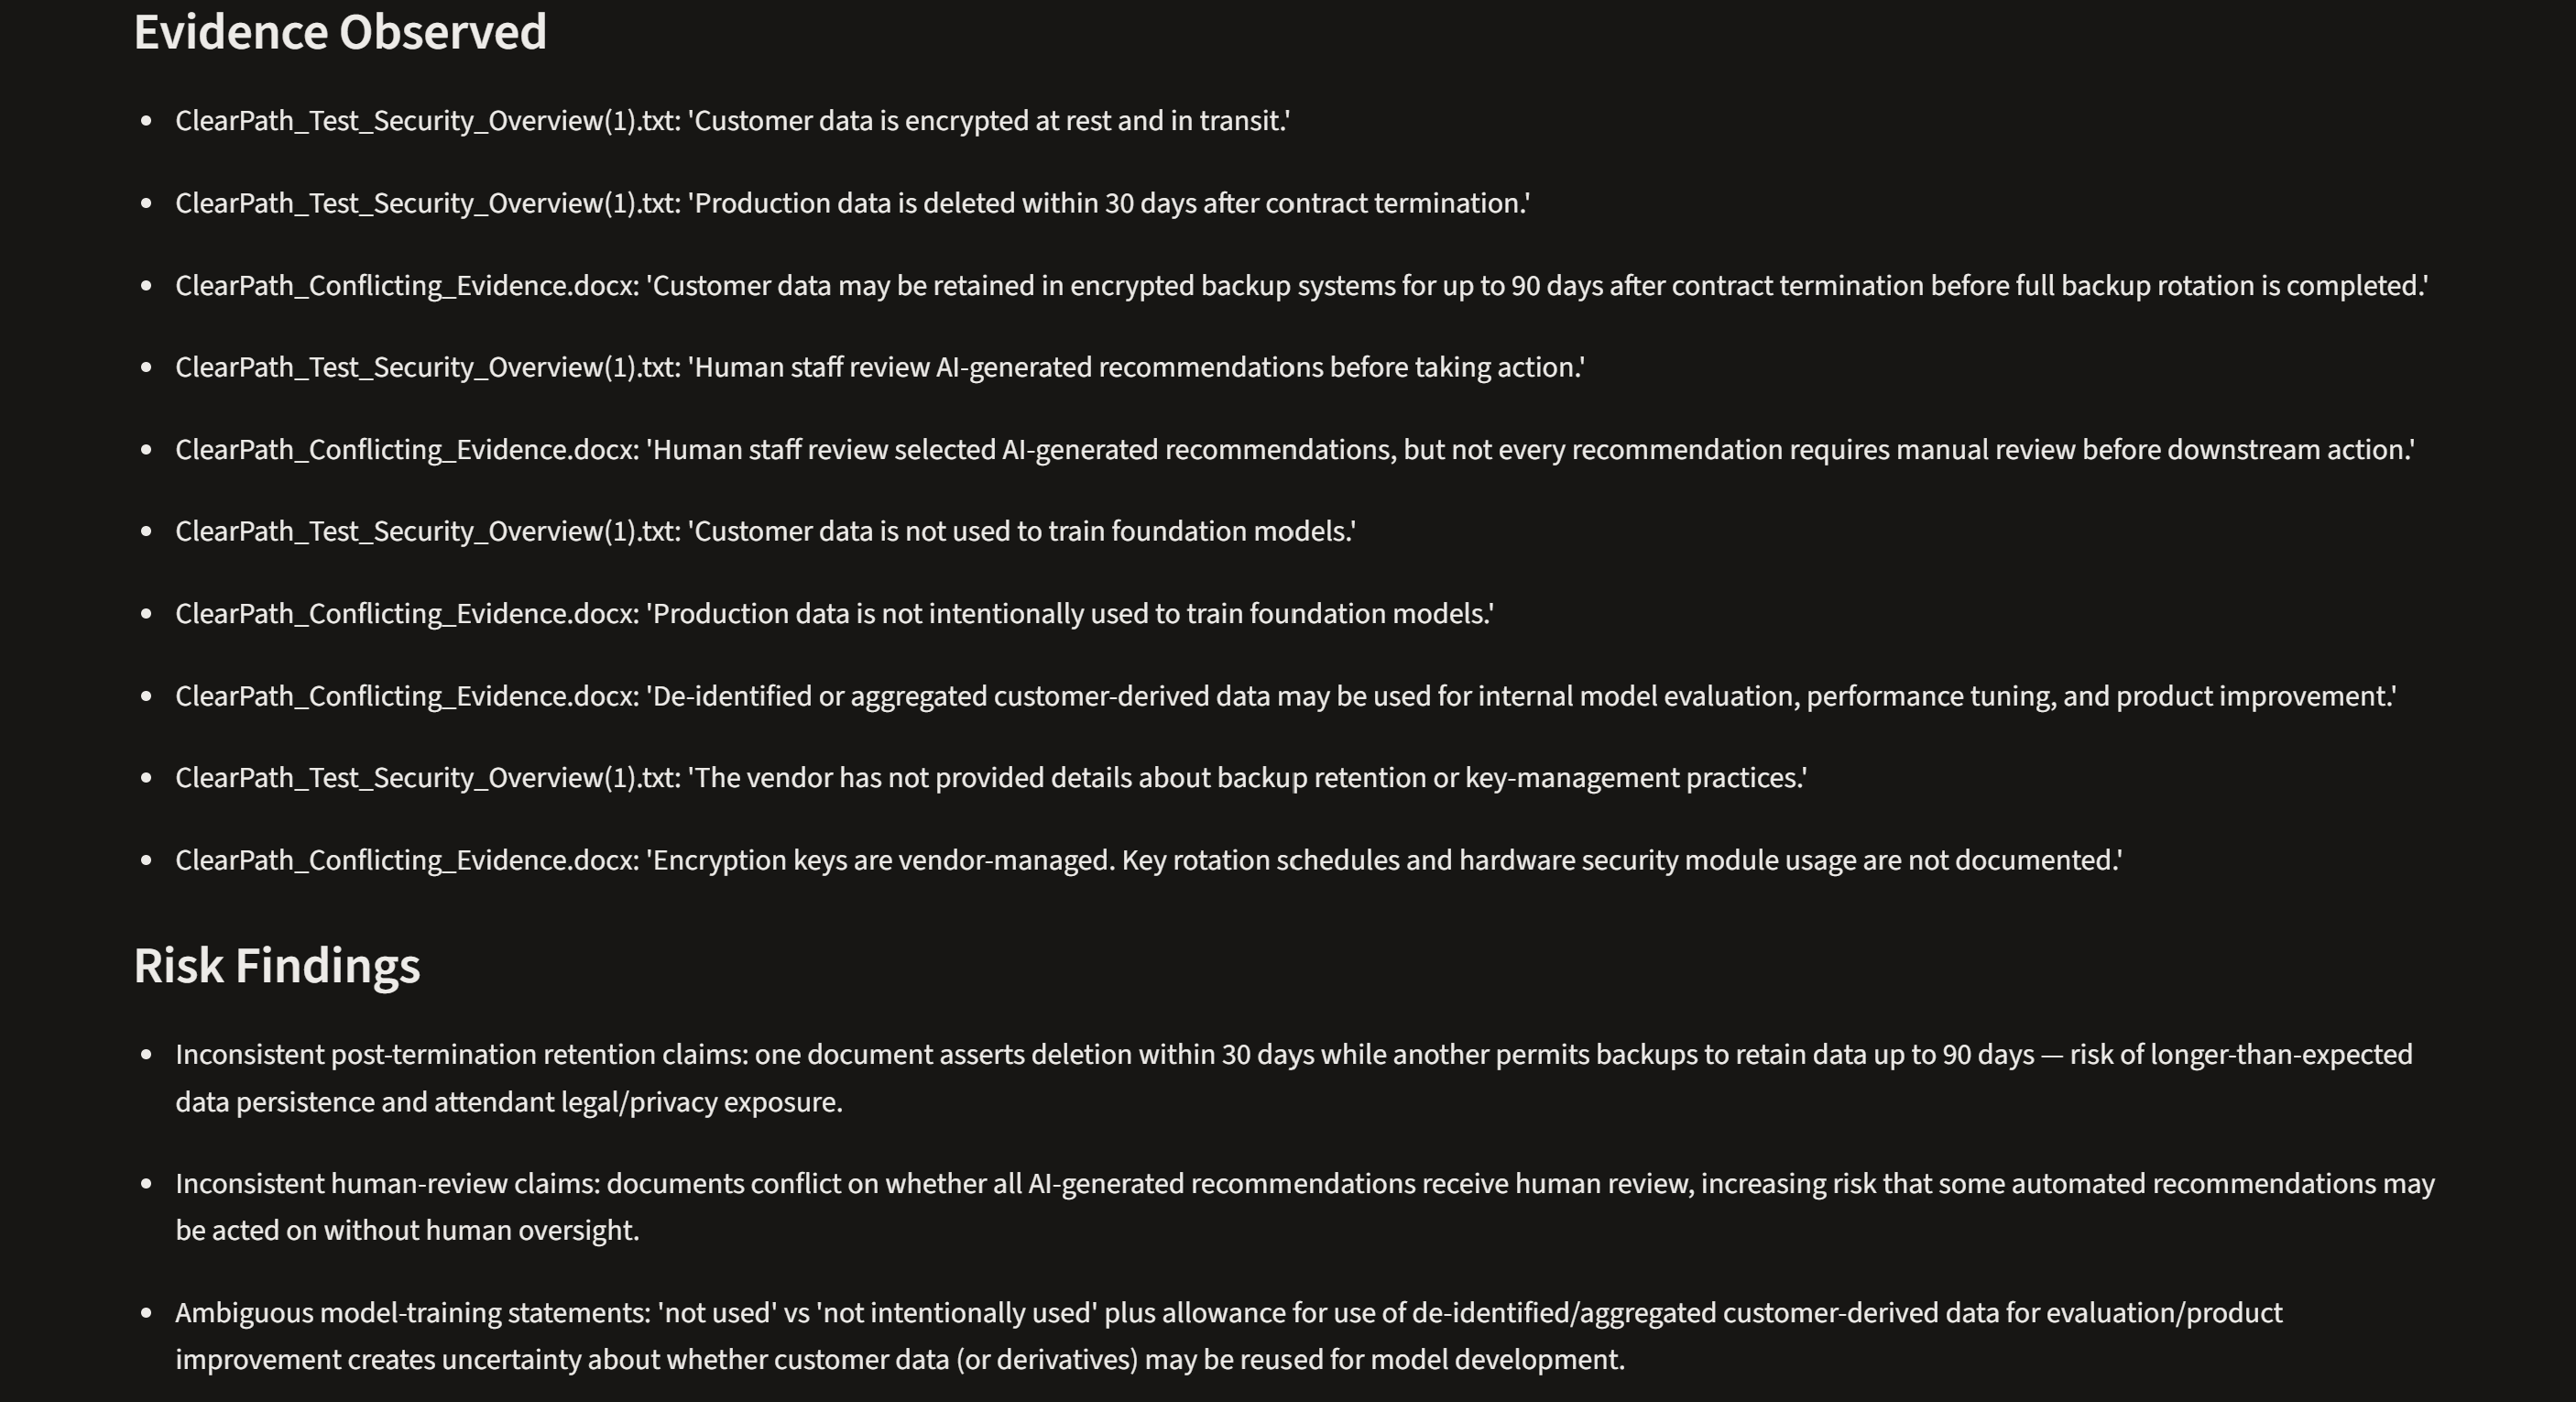 Evidence Observed
• ClearPath_Test_Security_Overview(1).txt: 'Customer data is encrypted at rest and in transit.'
• ClearPath_Test_Security_Overview(1).txt: 'Production data is deleted within 30 days after contract termination.'
• ClearPath_Conflicting_Evidence.docx: 'Customer data may be retained in encrypted backup systems for up to 90 days after contract termination before full backup rotation is completed.'
• ClearPath_Test_Security_Overview(1).txt: 'Human staff review AI-generated recommendations before taking action.'
• ClearPath_Conflicting_Evidence.docx: 'Human staff review selected AI-generated recommendations, but not every recommendation requires manual review before downstream action.'
• ClearPath_Test_Security_Overview(1).txt: 'Customer data is not used to train foundation models.'
• ClearPath_Conflicting_Evidence.docx: 'Production data is not intentionally used to train foundation models.'
• ClearPath_Conflicting_Evidence.docx: 'De-identified or aggregated customer-derived data may be used for internal model evaluation, performance tuning, and product improvement.'
• ClearPath_Test_Security_Overview(1).txt: 'The vendor has not provided details about backup retention or key-management practices.'
• ClearPath_Conflicting_Evidence.docx: 'Encryption keys are vendor-managed. Key rotation schedules and hardware security module usage are not documented.'
Risk Findings
• Inconsistent post-termination retention claims: one document asserts deletion within 30 days while another permits backups to retain data up to 90 days — risk of longer-than-expected
data persistence and attendant legal/privacy exposure.
• Inconsistent human-review claims: documents conflict on whether all AI-generated recommendations receive human review, increasing risk that some automated recommendations may
be acted on without human oversight.
• Ambiguous model-training statements: 'not used' vs 'not intentionally used' plus allowance for use of de-identified/aggregated customer-derived data for evaluation/product
improvement creates uncertainty about whether customer data (or derivatives) may be reused for model development.